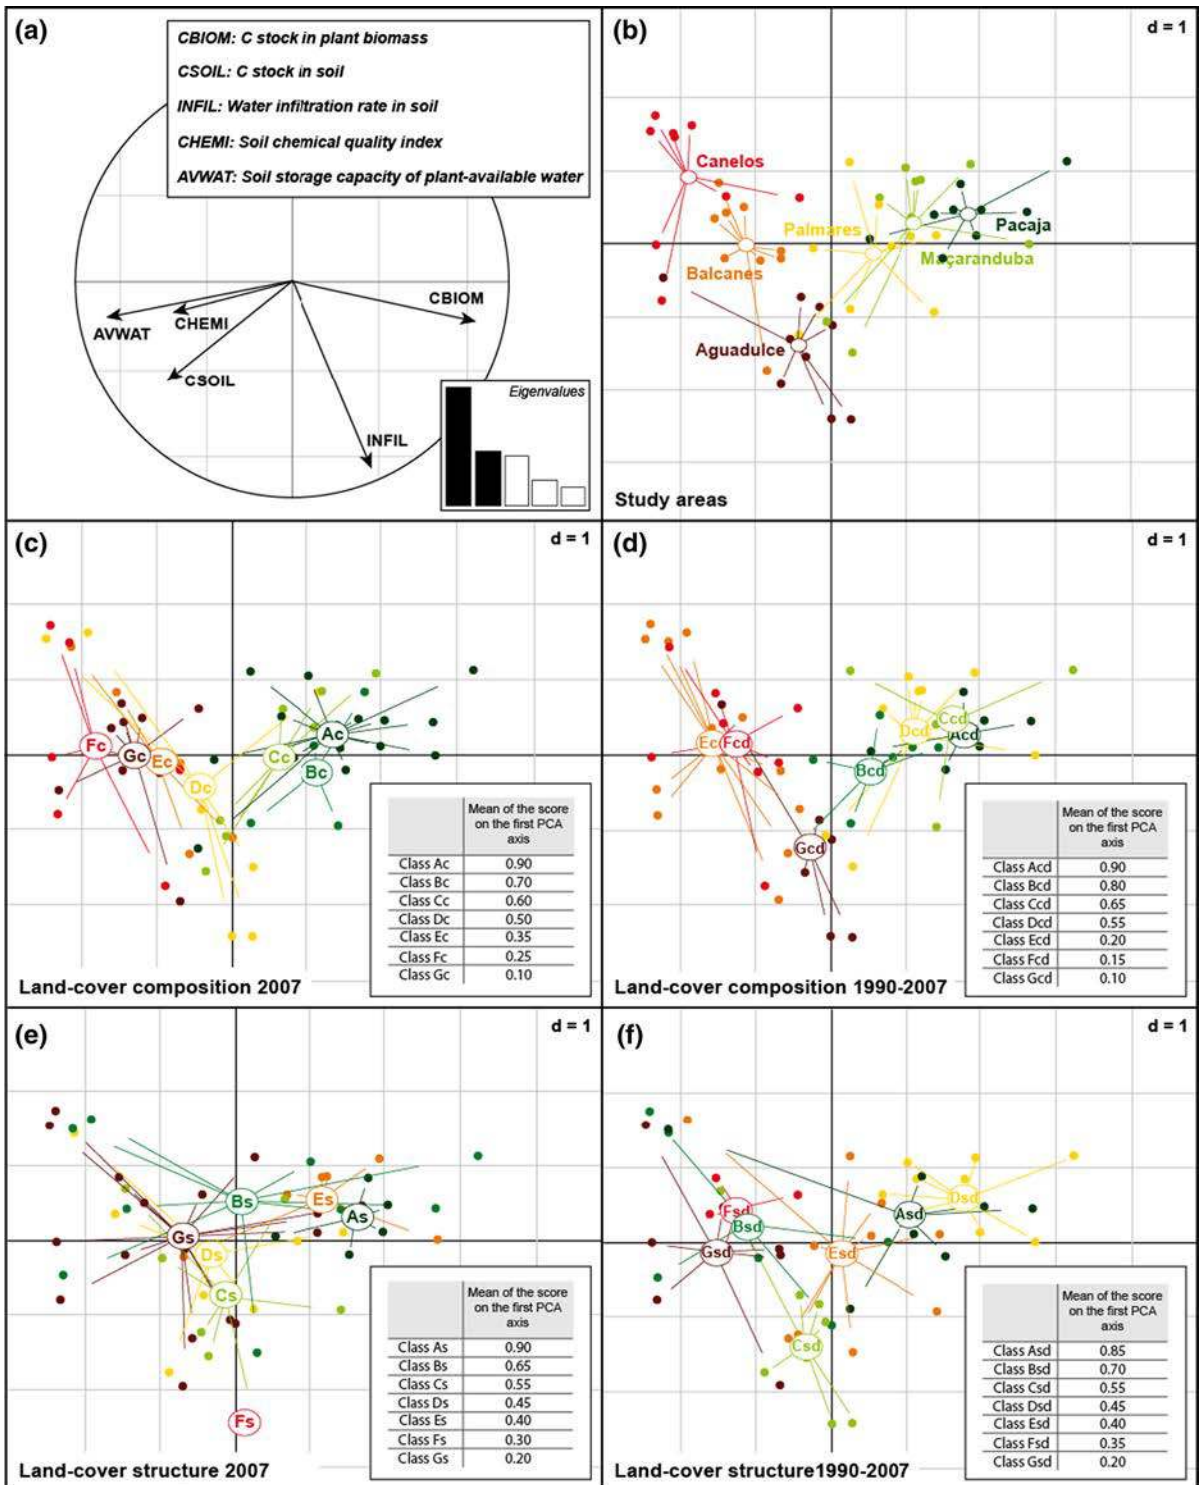 (a)
CBIOM: C stock in plant biomass
CSOIL: C stock in soil
INFIL: Water infiltration rate in soil
CHEMI: Soil chemical quality index
AVWAT: Soil storage capacity of plant-available water
CBIOM
AVWAT
CHEMI
CSOIL
INFIL
Eigenvalues
(b)
d = 1
Canelos
Palmares
Pacaja
Maçaranduba
Balcanes
Aguadulce
Study areas
(c)
d = 1
Fc
Gc
Ec
Dc
Cc
Ac
Bc
Mean of the score
on the first PCA
axis
Class Ac 0.90
Class Bc 0.70
Class Cc 0.60
Class Dc 0.50
Class Ec 0.35
Class Fc 0.25
Class Gc 0.10
Land-cover composition 2007
(d)
d = 1
Ec
Fcd
Dcd
Ccd
Acd
Bcd
Gcd
Mean of the score
on the first PCA
axis
Class Acd 0.90
Class Bcd 0.80
Class Ccd 0.65
Class Dcd 0.55
Class Ecd 0.20
Class Fcd 0.15
Class Gcd 0.10
Land-cover composition 1990-2007
(e)
d = 1
Bs
Es
As
Gs
Ds
Cs
Fs
Mean of the score
on the first PCA
axis
Class As 0.90
Class Bs 0.65
Class Cs 0.55
Class Ds 0.45
Class Es 0.40
Class Fs 0.30
Class Gs 0.20
Land-cover structure 2007
(f)
d = 1
Fsd
Bsd
Gsd
Asd
Dsd
Esd
Csd
Mean of the score
on the first PCA
axis
Class Asd 0.85
Class Bsd 0.70
Class Csd 0.55
Class Dsd 0.45
Class Esd 0.40
Class Fsd 0.35
Class Gsd 0.20
Land-cover structure1990-2007